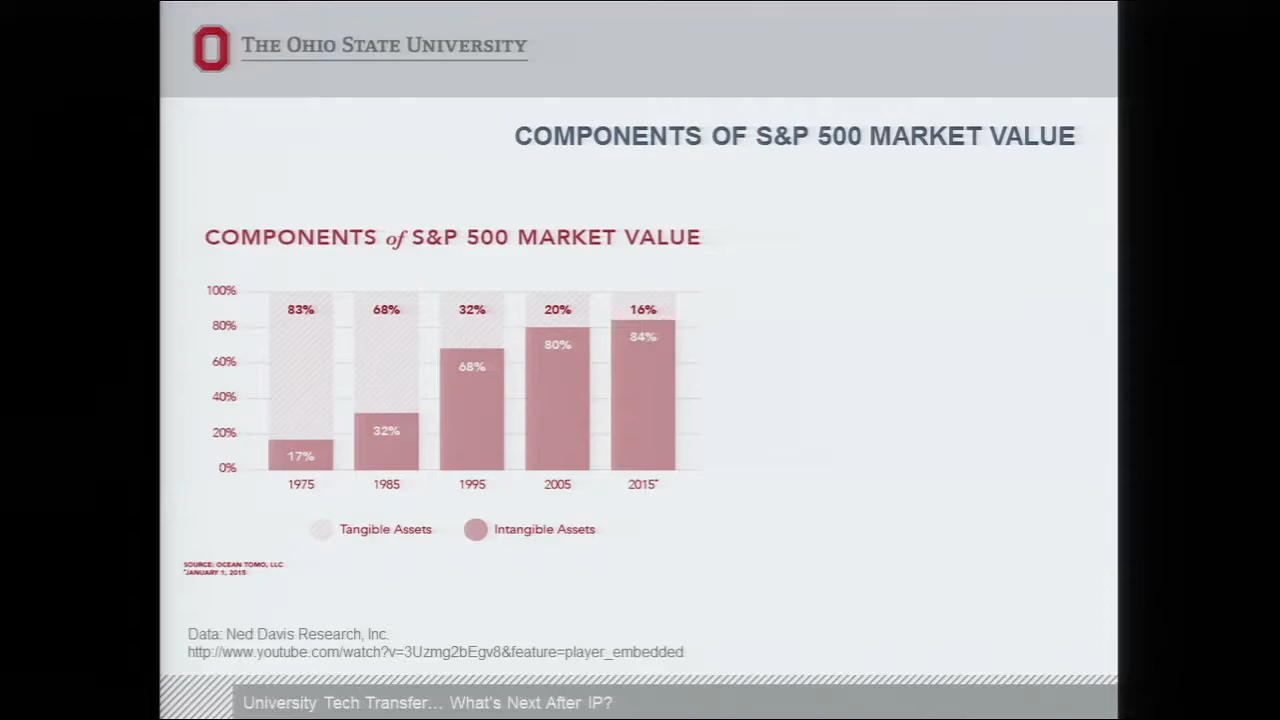 THE OHIO STATE UNIVERSITY
COMPONENTS OF S&P 500 MARKET VALUE
COMPONENTS of S&P 500 MARKET VALUE
100%
83% 68% 32% 20% 16%
80%
80% 84%
60%
68%
40%
32%
20%
17%
0%
1975 1985 1995 2005 2015*
Tangible Assets Intangible Assets
SOURCE: OCEAN TOMO, LLC
*JANUARY 1, 2015
Data: Ned Davis Research, Inc.
http://www.youtube.com/watch?v=3Uzmg2bEgv8&feature=player_embedded
University Tech Transfer… What's Next After IP?